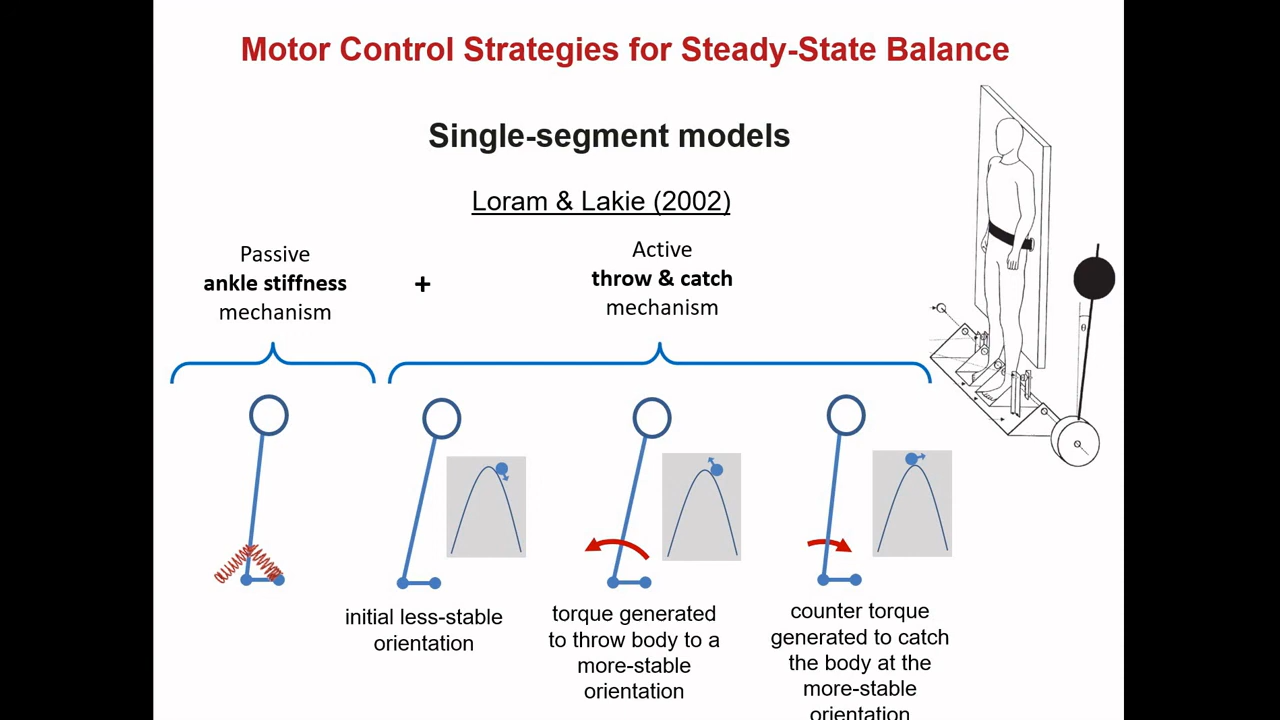 Motor Control Strategies for Steady-State Balance
Single-segment models
Loram & Lakie (2002)
Passive
ankle stiffness
mechanism
+
Active
throw & catch
mechanism
θ
initial less-stable
orientation
torque generated
to throw body to a
more-stable
orientation
counter torque
generated to catch
the body at the
more-stable
orientation